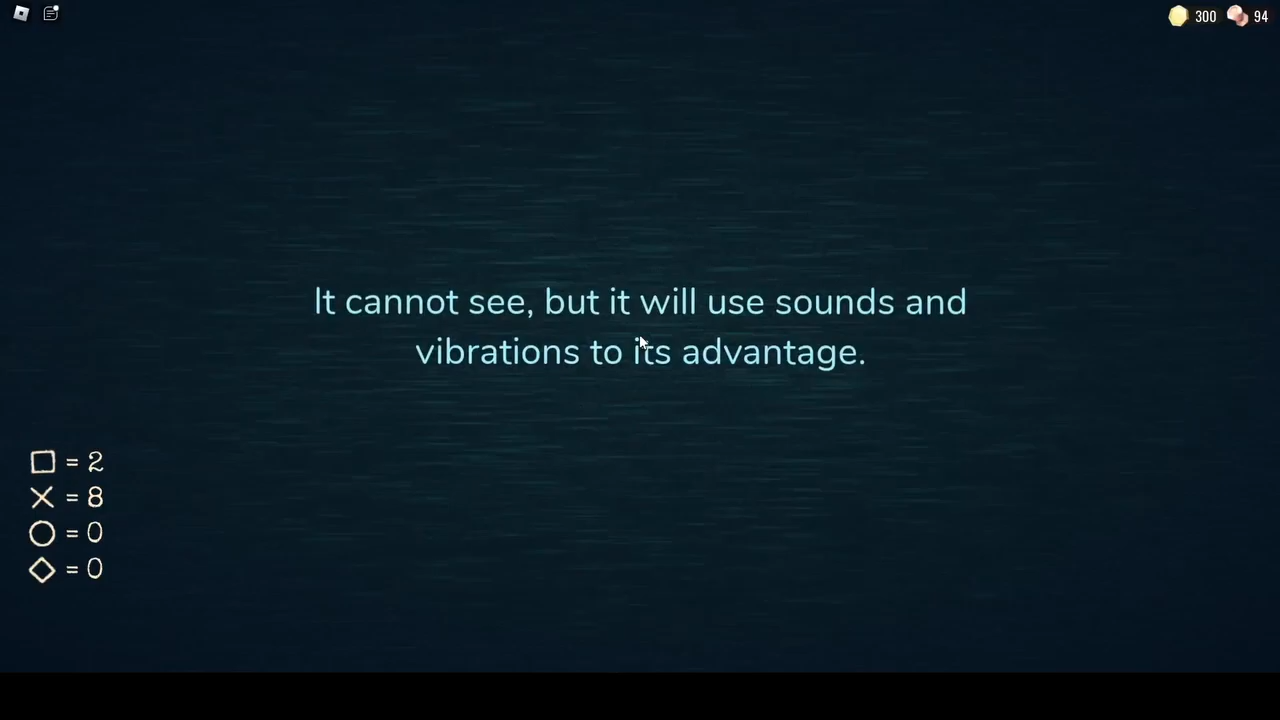 300 94
It cannot see, but it will use sounds and
vibrations to its advantage.
□ = 2
✕ = 8
○ = 0
◇ = 0